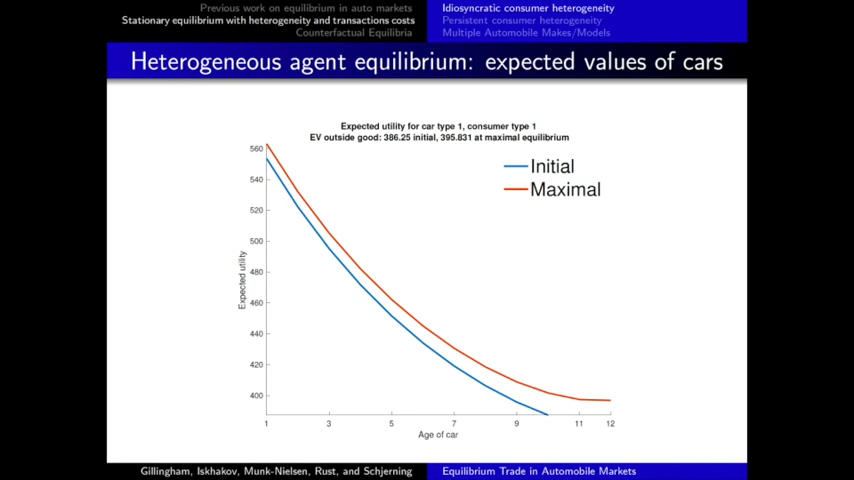 Previous work on equilibrium in auto markets
Stationary equilibrium with heterogeneity and transactions costs
Counterfactual Equilibria
Idiosyncratic consumer heterogeneity
Persistent consumer heterogeneity
Multiple Automobile Makes/Models
Heterogeneous agent equilibrium: expected values of cars
Expected utility for car type 1, consumer type 1
EV outside good: 386.25 initial, 395.831 at maximal equilibrium
Initial
Maximal
Expected utility
560
540
520
500
480
460
440
420
400
1 3 5 7 9 11 12
Age of car
Gillingham, Iskhakov, Munk-Nielsen, Rust, and Schjerning
Equilibrium Trade in Automobile Markets